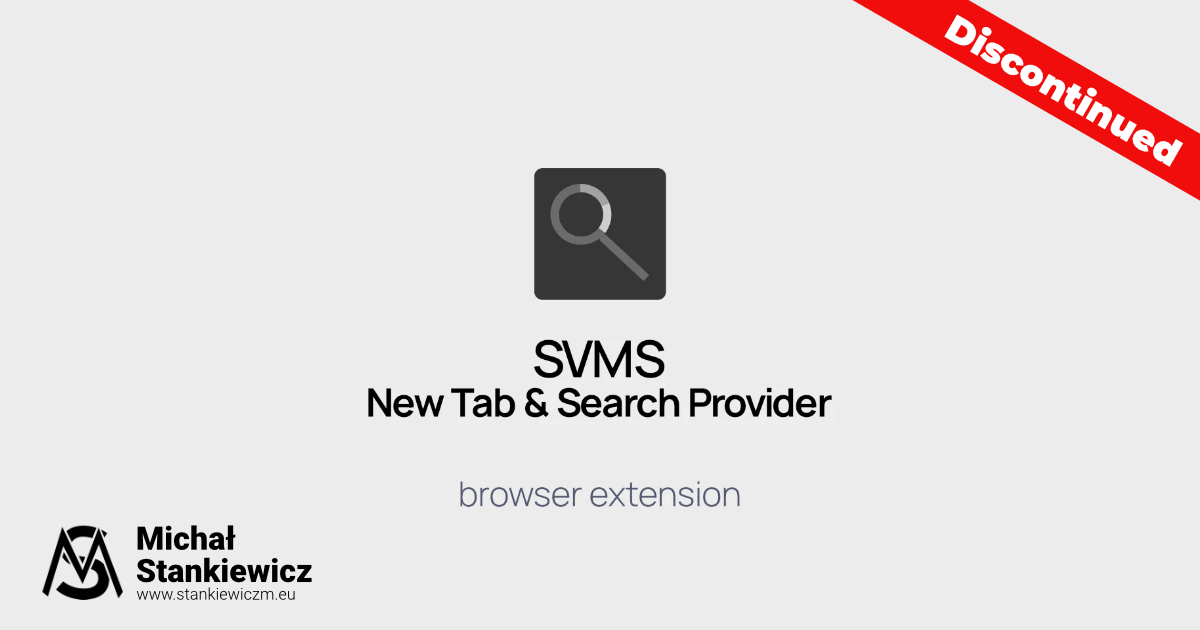 Discontinued
SVMS
New Tab & Search Provider
browser extension
Michał
Stankiewicz
www.stankiewiczm.eu